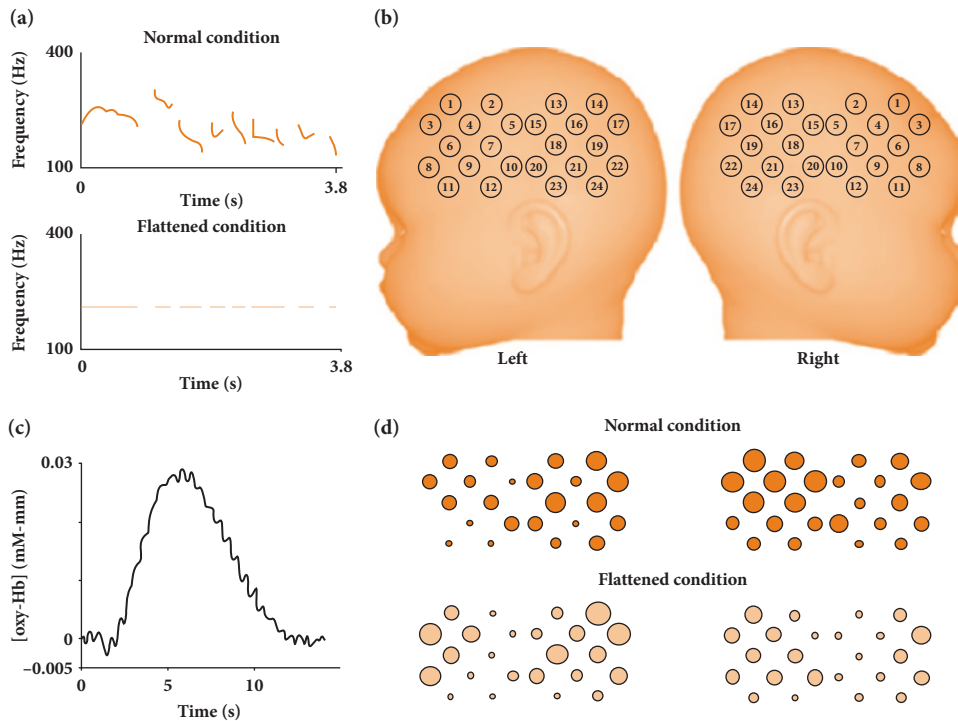 (a)
Normal condition
400
Frequency (Hz)
100
0
3.8
Time (s)
Flattened condition
400
Frequency (Hz)
100
0
3.8
Time (s)
(b)
1 2 13 14
3 4 5 15 16 17
6 7 18 19
8 9 10 20 21 22
11 12 23 24
Left
14 13 2 1
17 16 15 5 4 3
19 18 7 6
22 21 20 10 9 8
24 23 12 11
Right
(c)
0.03
[oxy-Hb] (mM-mm)
0
−0.005
0 5 10
Time (s)
(d)
Normal condition
Flattened condition